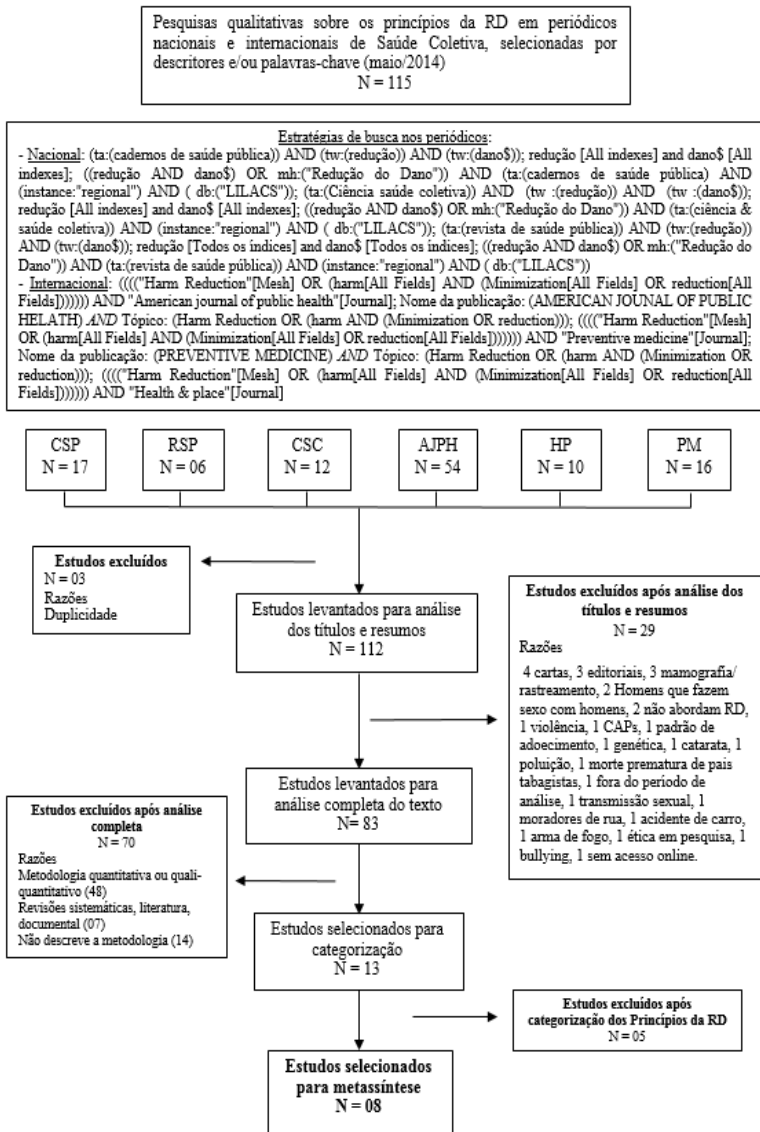 Pesquisas qualitativas sobre os princípios da RD em periódicos
nacionais e internacionais de Saúde Coletiva, selecionadas por
descritores e/ou palavras-chave (maio/2014)
N = 115
Estratégias de busca nos periódicos:
- Nacional: (ta:(cadernos de saúde pública)) AND (tw:(redução)) AND (tw:(dano$)); redução [All indexes] and dano$ [All
indexes]; ((redução AND dano$) OR mh:("Redução do Dano")) AND (ta:(cadernos de saúde pública) AND
(instance:"regional") AND ( db:("LILACS")); (ta:(Ciência saúde coletiva)) AND (tw :(redução)) AND (tw :(dano$));
redução [All indexes] and dano$ [All indexes]; ((redução AND dano$) OR mh:("Redução do Dano")) AND (ta:(ciência &
saúde coletiva)) AND (instance:"regional") AND ( db:("LILACS")); (ta:(revista de saúde pública)) AND (tw:(redução))
AND (tw:(dano$)); redução [Todos os indices] and dano$ [Todos os indices]; ((redução AND dano$) OR mh:("Redução do
Dano")) AND (ta:(revista de saúde pública)) AND (instance:"regional") AND ( db:("LILACS"))
- Internacional: (((("Harm Reduction"[Mesh] OR (harm[All Fields] AND (Minimization[All Fields] OR reduction[All
Fields])))))) AND "American journal of public health"[Journal]; Nome da publicação: (AMERICAN JOUNAL OF PUBLIC
HELATH) AND Tópico: (Harm Reduction OR (harm AND (Minimization OR reduction))); (((("Harm Reduction"[Mesh]
OR (harm[All Fields] AND (Minimization[All Fields] OR reduction[All Fields])))))) AND "Preventive medicine"[Journal];
Nome da publicação: (PREVENTIVE MEDICINE) AND Tópico: (Harm Reduction OR (harm AND (Minimization OR
reduction))); (((("Harm Reduction"[Mesh] OR (harm[All Fields] AND (Minimization[All Fields] OR reduction[All
Fields])))))) AND "Health & place"[Journal]
CSP
N = 17
RSP
N = 06
CSC
N = 12
AJPH
N = 54
HP
N = 10
PM
N = 16
Estudos excluídos
N = 03
Razões
Duplicidade
Estudos levantados para análise
dos títulos e resumos
N = 112
Estudos excluídos após análise dos
títulos e resumos
N = 29
Razões
4 cartas, 3 editoriais, 3 mamografia/
rastreamento, 2 Homens que fazem
sexo com homens, 2 não abordam RD,
1 violência, 1 CAPs, 1 padrão de
adoecimento, 1 genética, 1 catarata, 1
poluição, 1 morte prematura de pais
tabagistas, 1 fora do período de
análise, 1 transmissão sexual, 1
moradores de rua, 1 acidente de carro,
1 arma de fogo, 1 ética em pesquisa, 1
bullying, 1 sem acesso online.
Estudos levantados para
análise completa do texto
N= 83
Estudos excluídos após análise
completa
N = 70
Razões
Metodologia quantitativa ou quali-
quantitativo (48)
Revisões sistemáticas, literatura,
documental (07)
Não descreve a metodologia (14)
Estudos selecionados para
categorização
N = 13
Estudos excluídos após
categorização dos Princípios da RD
N = 05
Estudos selecionados
para metassíntese
N = 08